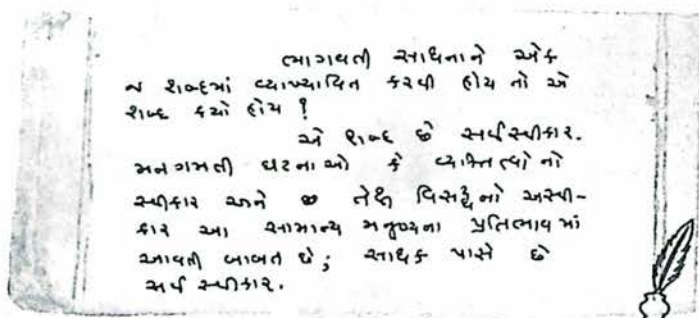 ભાગવતી સાધનાને એક
જ શબ્દમાં વ્યાખ્યાયિત કરવી હોય તો એ
શબ્દ કયો હોય ?
એ શબ્દ છે સર્વસ્વીકાર.
મનગમતી ઘટનાઓ કે વ્યક્તિત્વોનો
સ્વીકાર અને વિરુદ્ધનો અસ્વી-
કાર આ સામાન્ય મનુષ્યના પ્રતિભાવમાં
આવતી બાબત છે; સાધક પાસે છે
સર્વ સ્વીકાર.